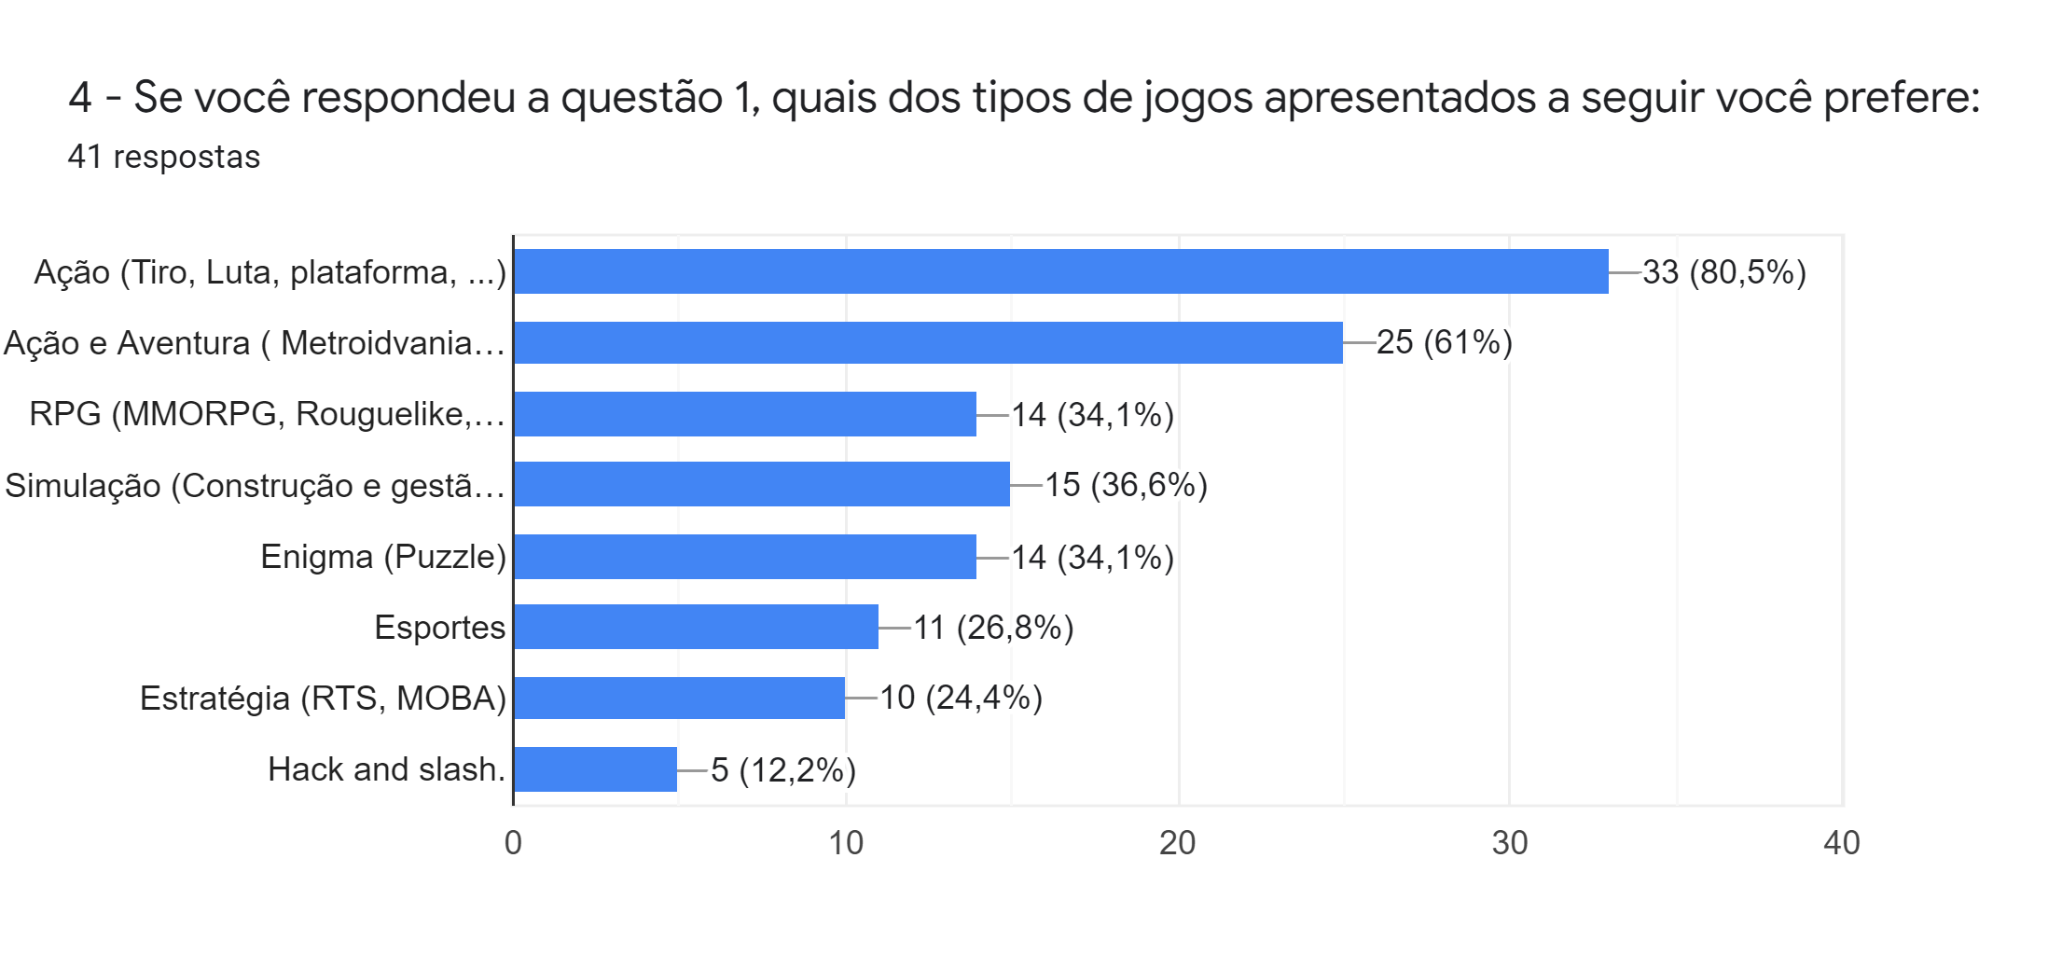 4 - Se você respondeu a questão 1, quais dos tipos de jogos apresentados a seguir você prefere:
41 respostas
Ação (Tiro, Luta, plataforma, ...)
33 (80,5%)
Ação e Aventura ( Metroidvania…
25 (61%)
RPG (MMORPG, Rouguelike,…
14 (34,1%)
Simulação (Construção e gestã…
15 (36,6%)
Enigma (Puzzle)
14 (34,1%)
Esportes
11 (26,8%)
Estratégia (RTS, MOBA)
10 (24,4%)
Hack and slash.
5 (12,2%)
0 10 20 30 40